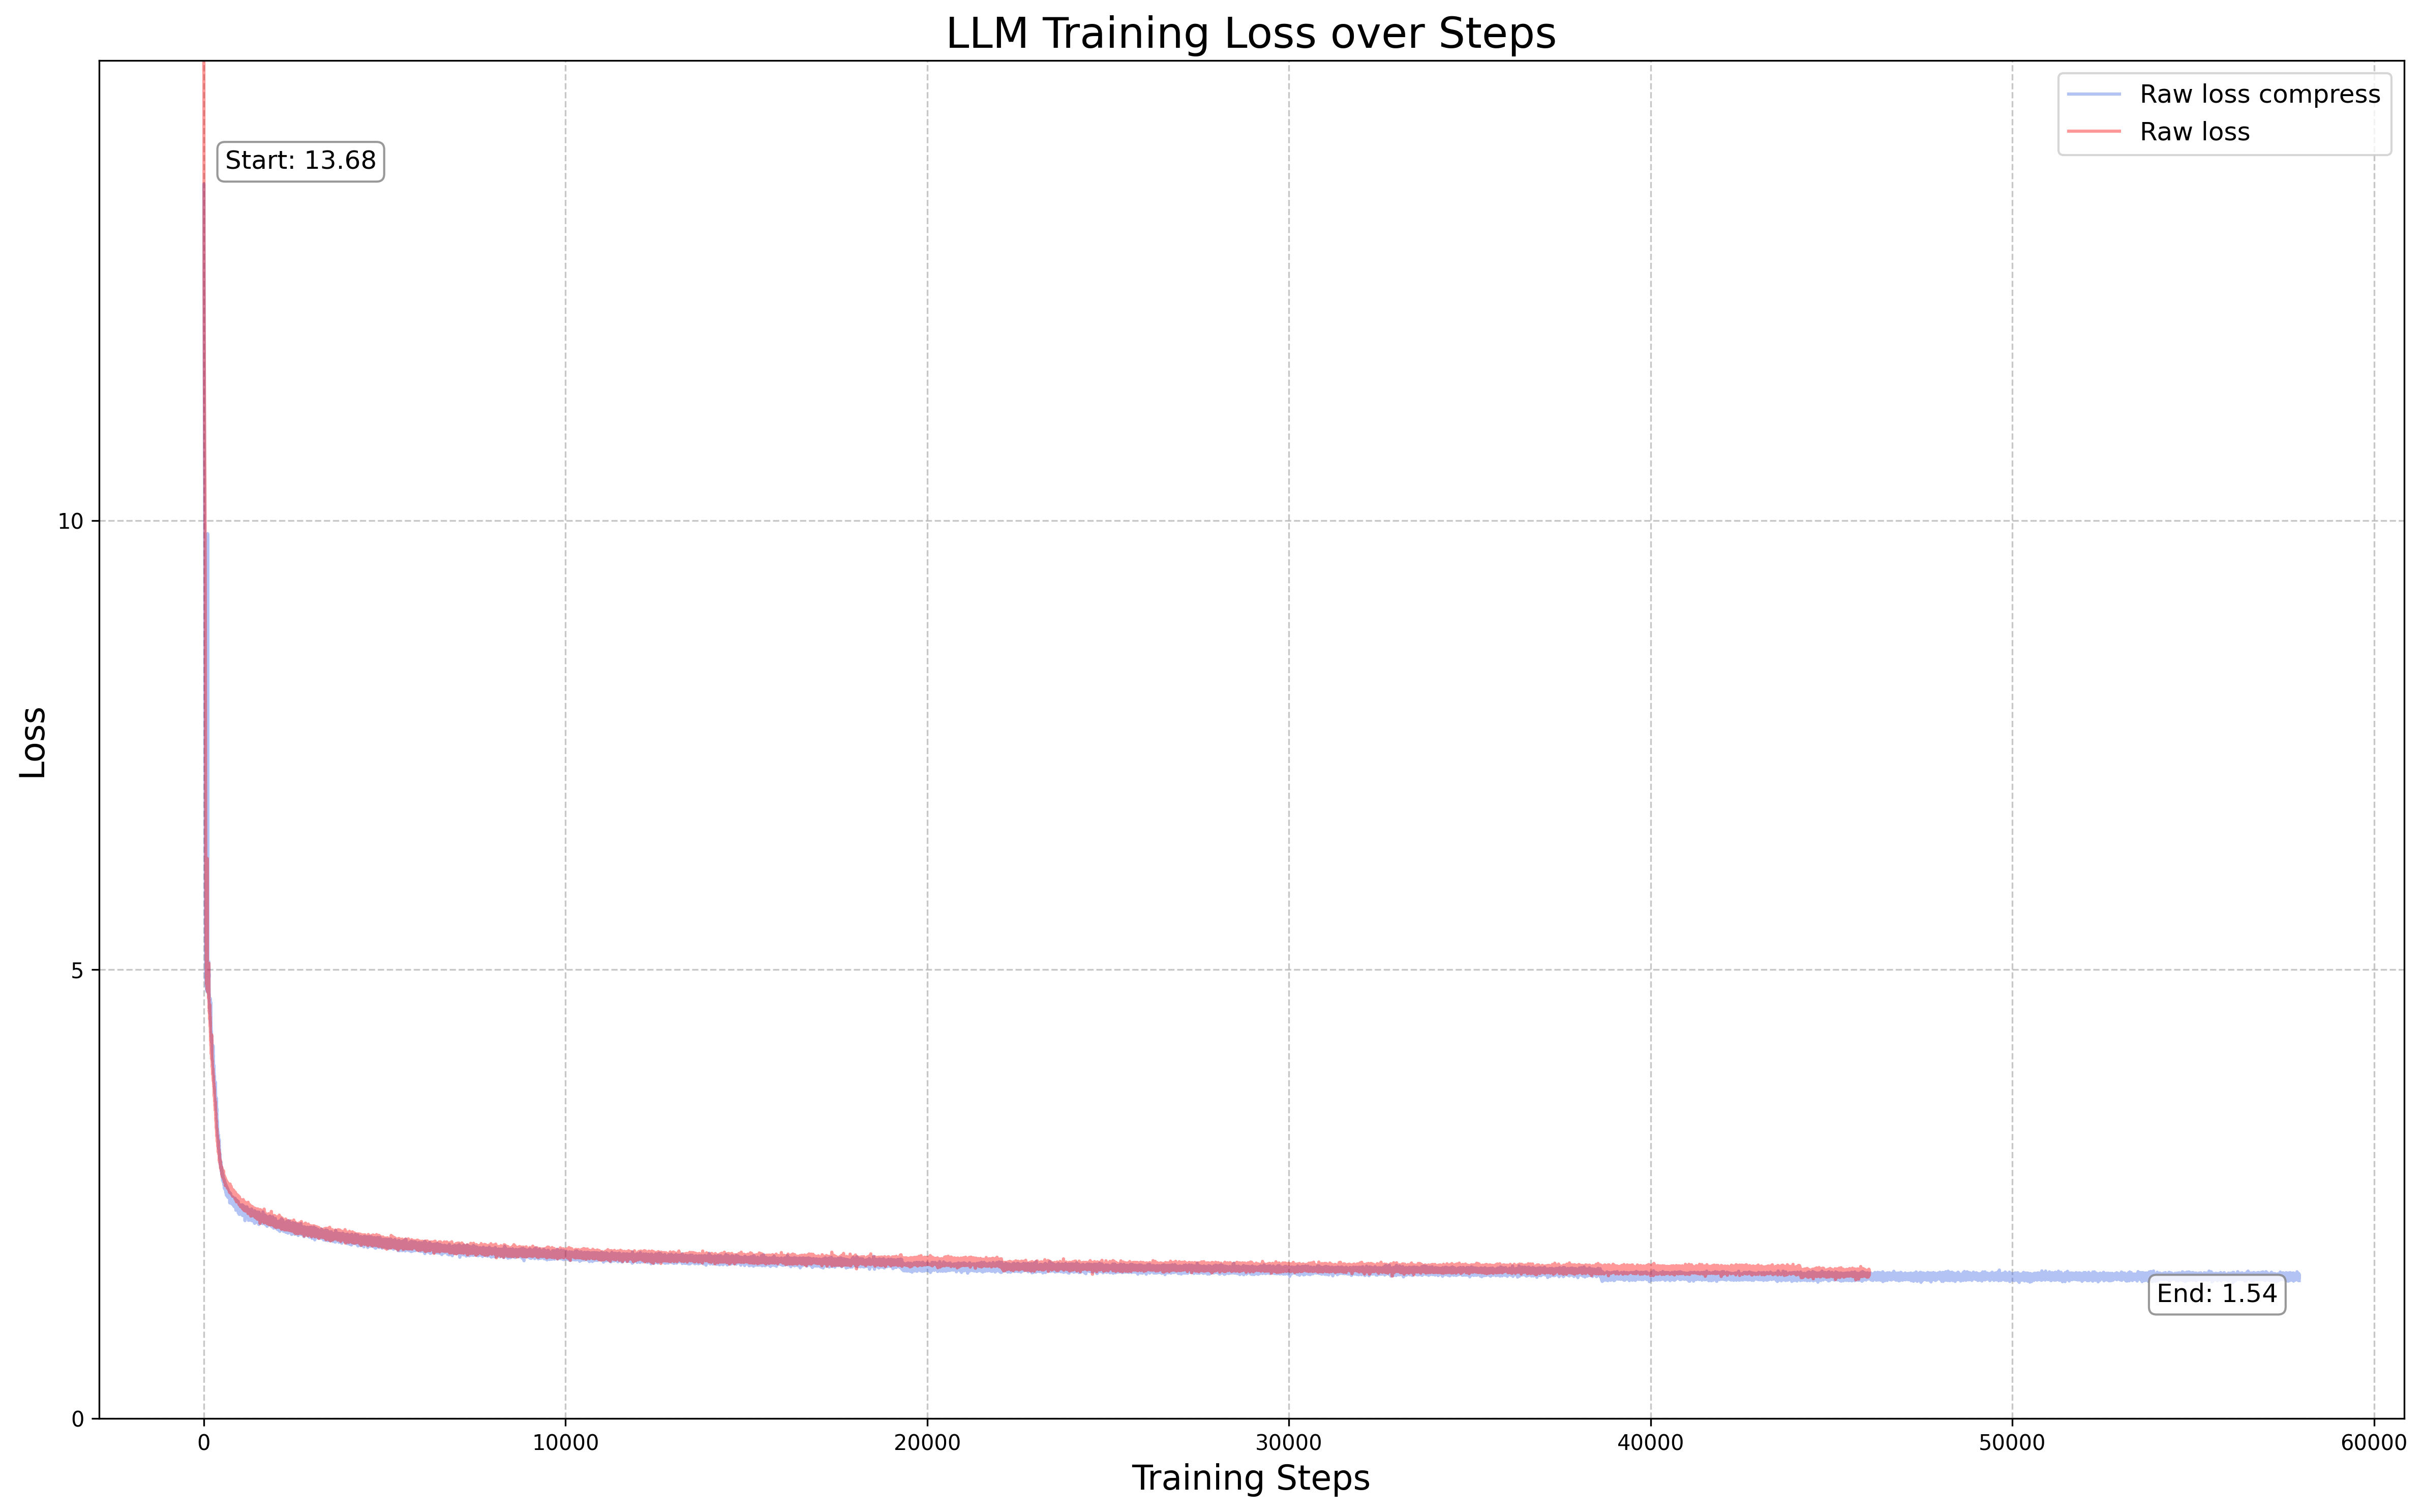 LLM Training Loss over Steps
Raw loss compress
Raw loss
Start: 13.68
10
5
0
Loss
End: 1.54
0 10000 20000 30000 40000 50000 60000
Training Steps